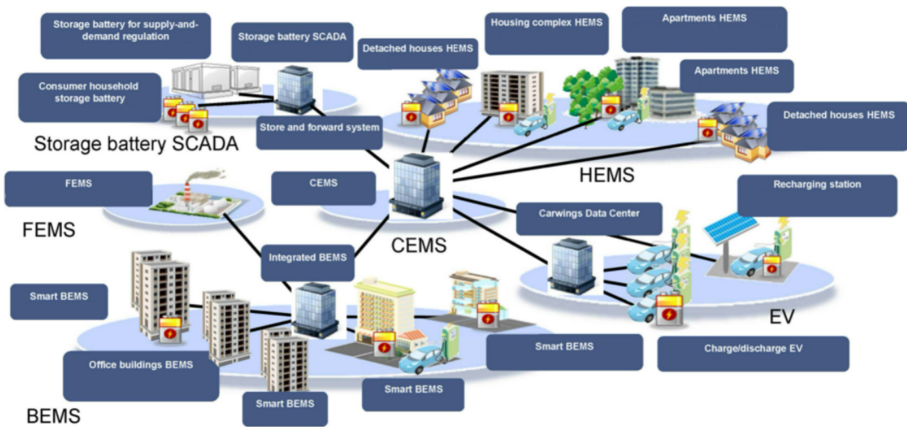 Storage battery for supply-and-
demand regulation
Storage battery SCADA
Consumer household
storage battery
Store and forward system
Storage battery SCADA
Detached houses HEMS
Housing complex HEMS
Apartments HEMS
Apartments HEMS
Detached houses HEMS
HEMS
FEMS
FEMS
CEMS
CEMS
Carwings Data Center
Recharging station
EV
Charge/discharge EV
Integrated BEMS
Smart BEMS
Office buildings BEMS
Smart BEMS
Smart BEMS
Smart BEMS
BEMS